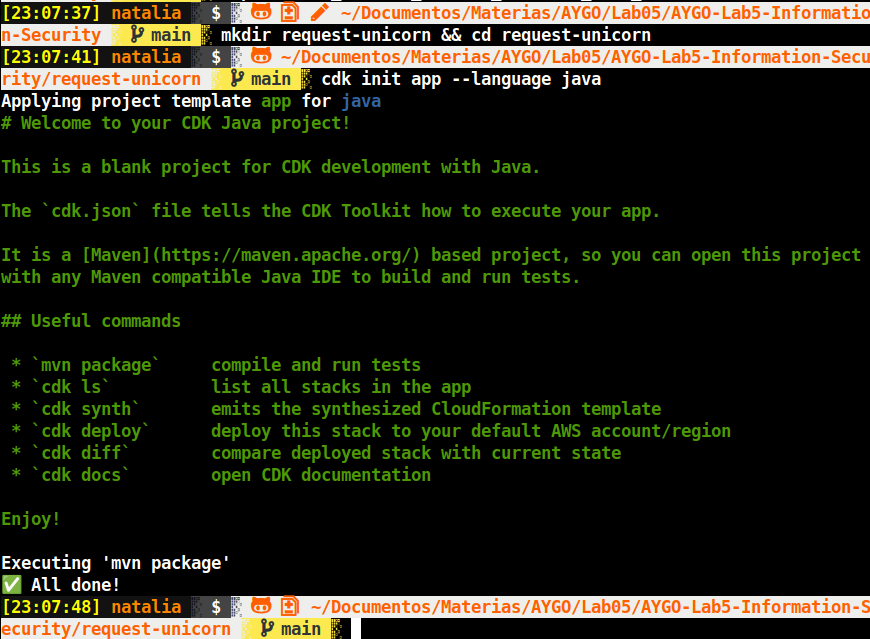 [23:07:37] natalia $ ~/Documentos/Materias/AYGO/Lab05/AYGO-Lab5-Informatio
n-Security main mkdir request-unicorn && cd request-unicorn
[23:07:41] natalia $ ~/Documentos/Materias/AYGO/Lab05/AYGO-Lab5-Information-Secu
rity/request-unicorn main cdk init app --language java
Applying project template app for java
# Welcome to your CDK Java project!
This is a blank project for CDK development with Java.
The `cdk.json` file tells the CDK Toolkit how to execute your app.
It is a [Maven](https://maven.apache.org/) based project, so you can open this project
with any Maven compatible Java IDE to build and run tests.
## Useful commands
* `mvn package`     compile and run tests
* `cdk ls`          list all stacks in the app
* `cdk synth`       emits the synthesized CloudFormation template
* `cdk deploy`      deploy this stack to your default AWS account/region
* `cdk diff`        compare deployed stack with current state
* `cdk docs`        open CDK documentation
Enjoy!
Executing 'mvn package'
✅ All done!
[23:07:48] natalia $ ~/Documentos/Materias/AYGO/Lab05/AYGO-Lab5-Information-S
ecurity/request-unicorn main